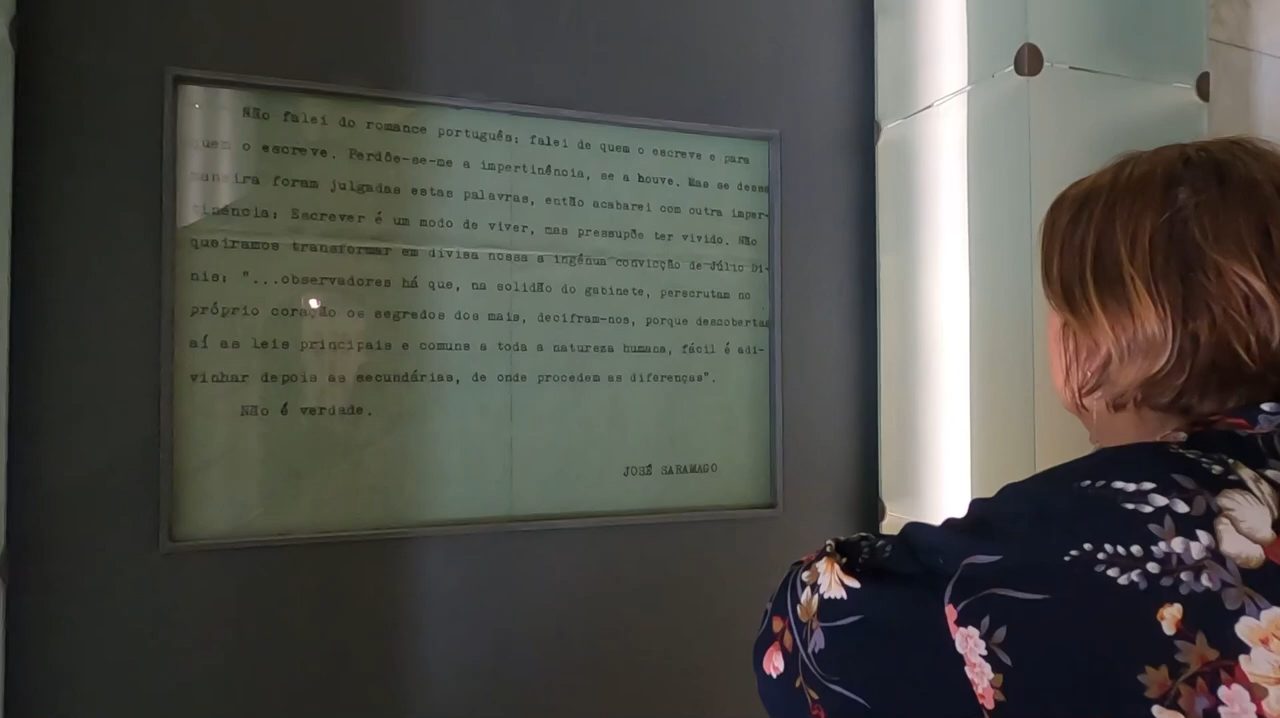 Não falei do romance português; falei de quem o escreve e para
quem o escreve. Perdõe-se-me a impertinência, se a houve. Mas se dessa
maneira foram julgadas estas palavras, então acabarei com outra imper-
tinência: Escrever é um modo de viver, mas pressupõe ter vivido. Não
queiramos transformar em divisa nossa a ingénua convicção de Júlio Di-
nis: "...observadores há que, na solidão do gabinete, perscrutam no
próprio coração os segredos dos mais, decifram-nos, porque descobertas
aí as leis principais e comuns a toda a natureza humana, fácil é adi-
vinhar depois as secundárias, de onde procedem as diferenças".
Não é verdade.
JOSÉ SARAMAGO